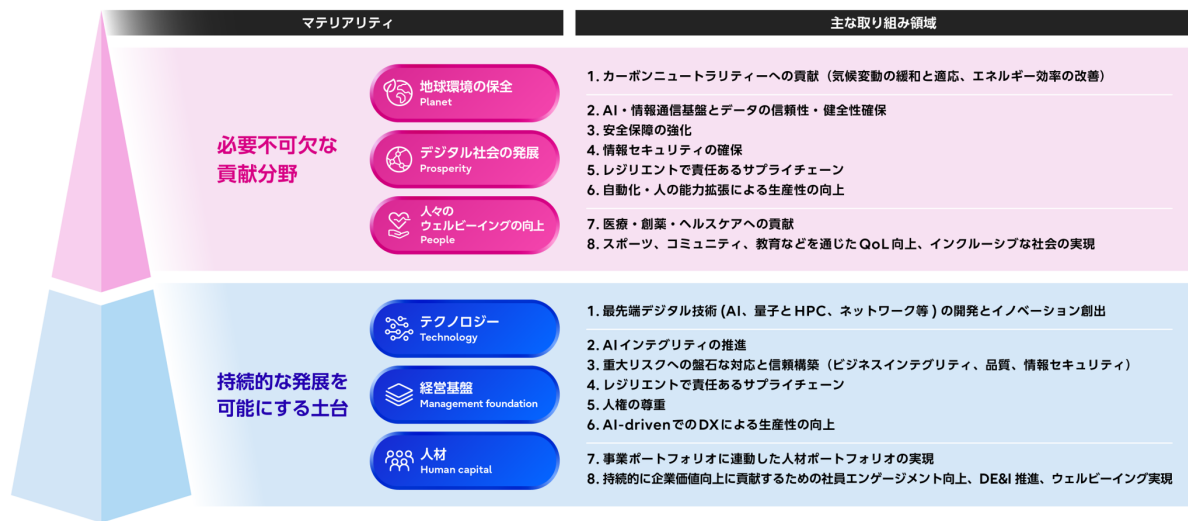 マテリアリティ
主な取り組み領域
必要不可欠な
貢献分野
地球環境の保全
Planet
1. カーボンニュートラリティーへの貢献（気候変動の緩和と適応、エネルギー効率の改善）
デジタル社会の発展
Prosperity
2. AI・情報通信基盤とデータの信頼性・健全性確保
3. 安全保障の強化
4. 情報セキュリティの確保
5. レジリエントで責任あるサプライチェーン
6. 自動化・人の能力拡張による生産性の向上
人々の
ウェルビーイングの向上
People
7. 医療・創薬・ヘルスケアへの貢献
8. スポーツ、コミュニティ、教育などを通じたQoL向上、インクルーシブな社会の実現
持続的な発展を
可能にする土台
テクノロジー
Technology
1. 最先端デジタル技術 (AI、量子とHPC、ネットワーク等 ) の開発とイノベーション創出
経営基盤
Management foundation
2. AIインテグリティの推進
3. 重大リスクへの盤石な対応と信頼構築（ビジネスインテグリティ、品質、情報セキュリティ）
4. レジリエントで責任あるサプライチェーン
5. 人権の尊重
6. AI-drivenでのDXによる生産性の向上
人材
Human capital
7. 事業ポートフォリオに連動した人材ポートフォリオの実現
8. 持続的に企業価値向上に貢献するための社員エンゲージメント向上、DE&I 推進、ウェルビーイング実現